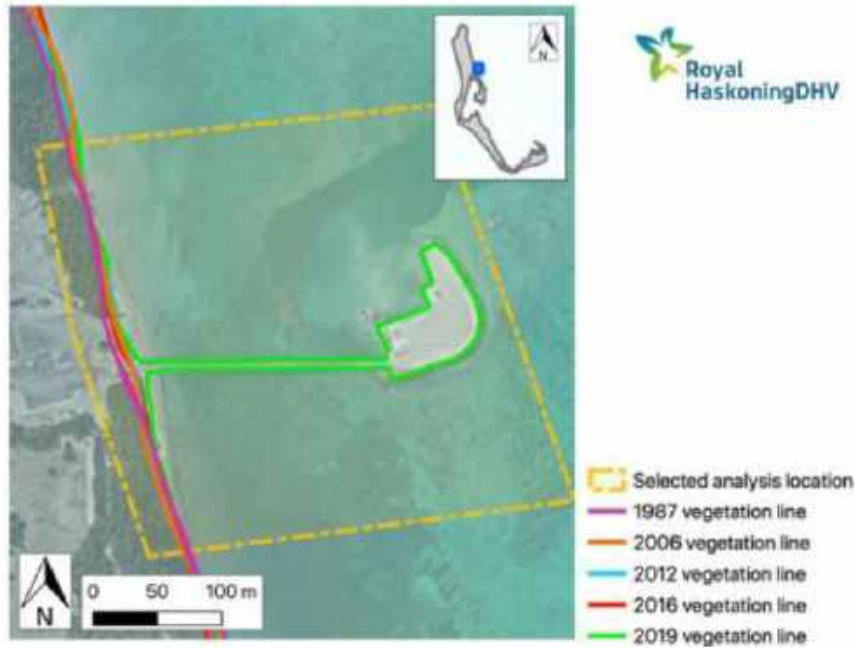 N
Royal
HaskoningDHV
Selected analysis location
1987 vegetation line
2006 vegetation line
2012 vegetation line
2016 vegetation line
2019 vegetation line
N
0 50 100 m